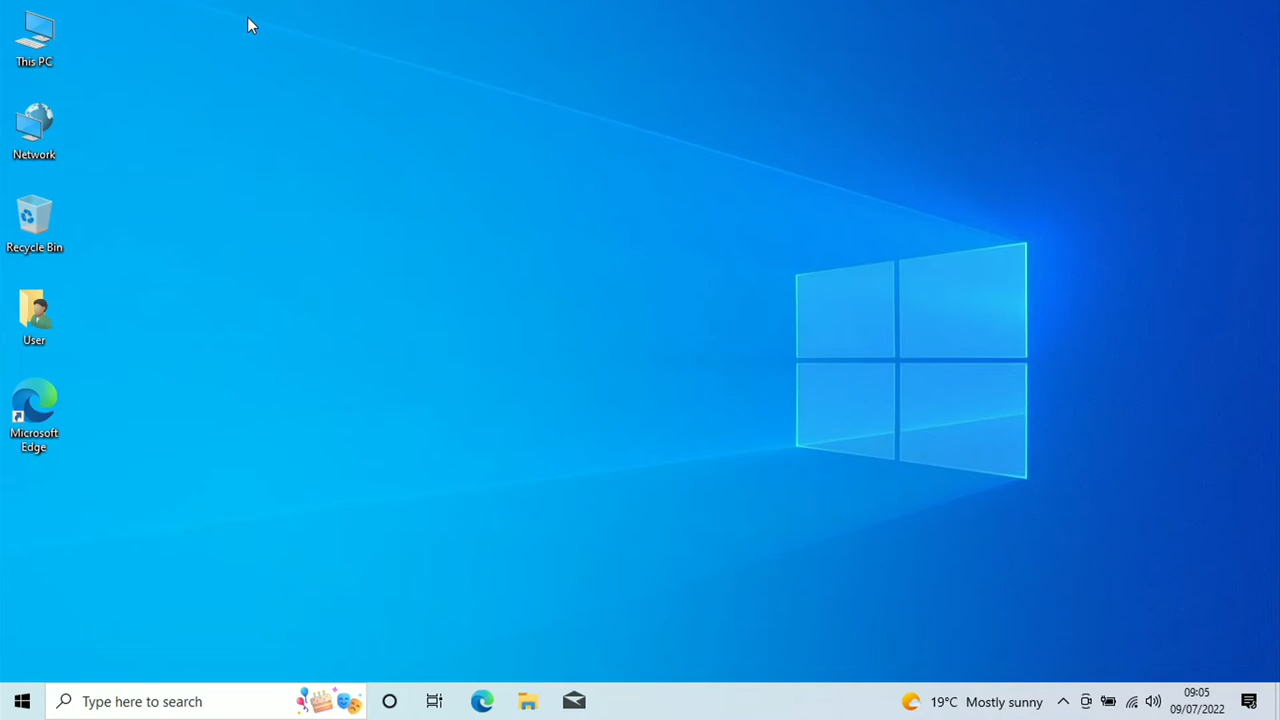 This PC
Network
Recycle Bin
User
Microsoft
Edge
Type here to search
19°C Mostly sunny
09:05
09/07/2022